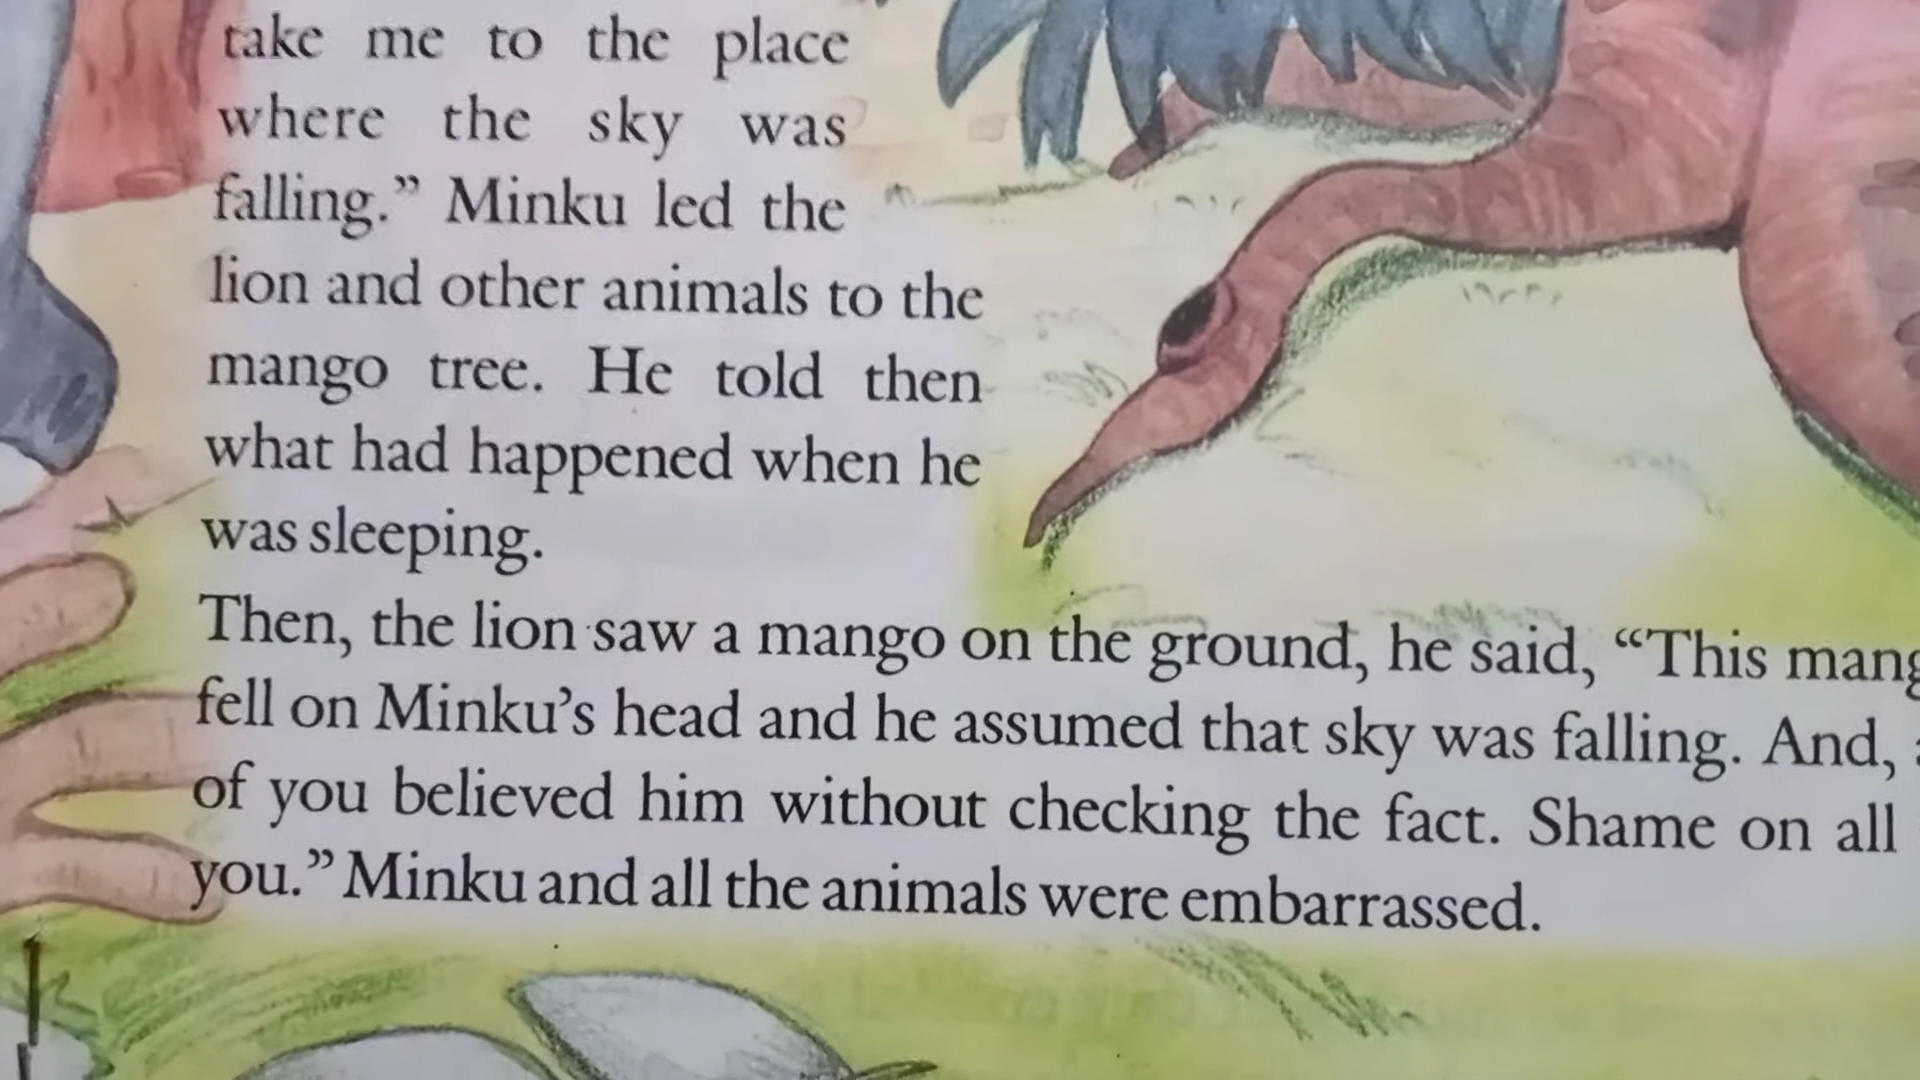 take me to the place
where the sky was
falling.” Minku led the
lion and other animals to the
mango tree. He told then
what had happened when he
was sleeping.
Then, the lion saw a mango on the ground, he said, “This
fell on Minku’s head and he assumed that sky was falling. And,
of you believed him without checking the fact. Shame on all
you.” Minku and all the animals were embarrassed.